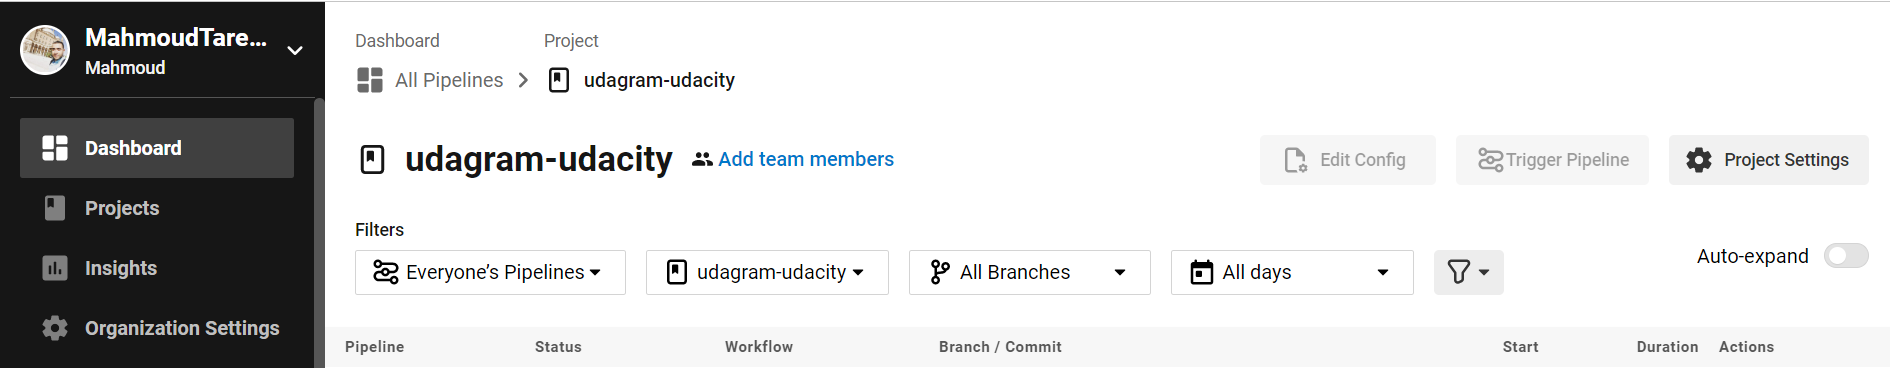 MahmoudTare...
Mahmoud
Dashboard
Projects
Insights
Organization Settings
Dashboard Project
All Pipelines udagram-udacity
udagram-udacity Add team members Edit Config Trigger Pipeline Project Settings
Filters
Everyone’s Pipelines udagram-udacity All Branches All days Auto-expand
Pipeline Status Workflow Branch / Commit Start Duration Actions